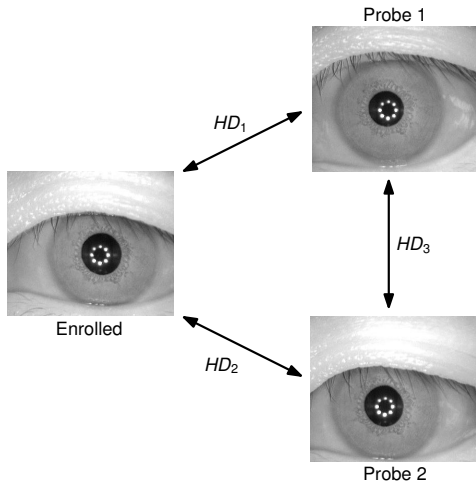 Probe 1
HD₁
Enrolled
HD₃
HD₂
Probe 2